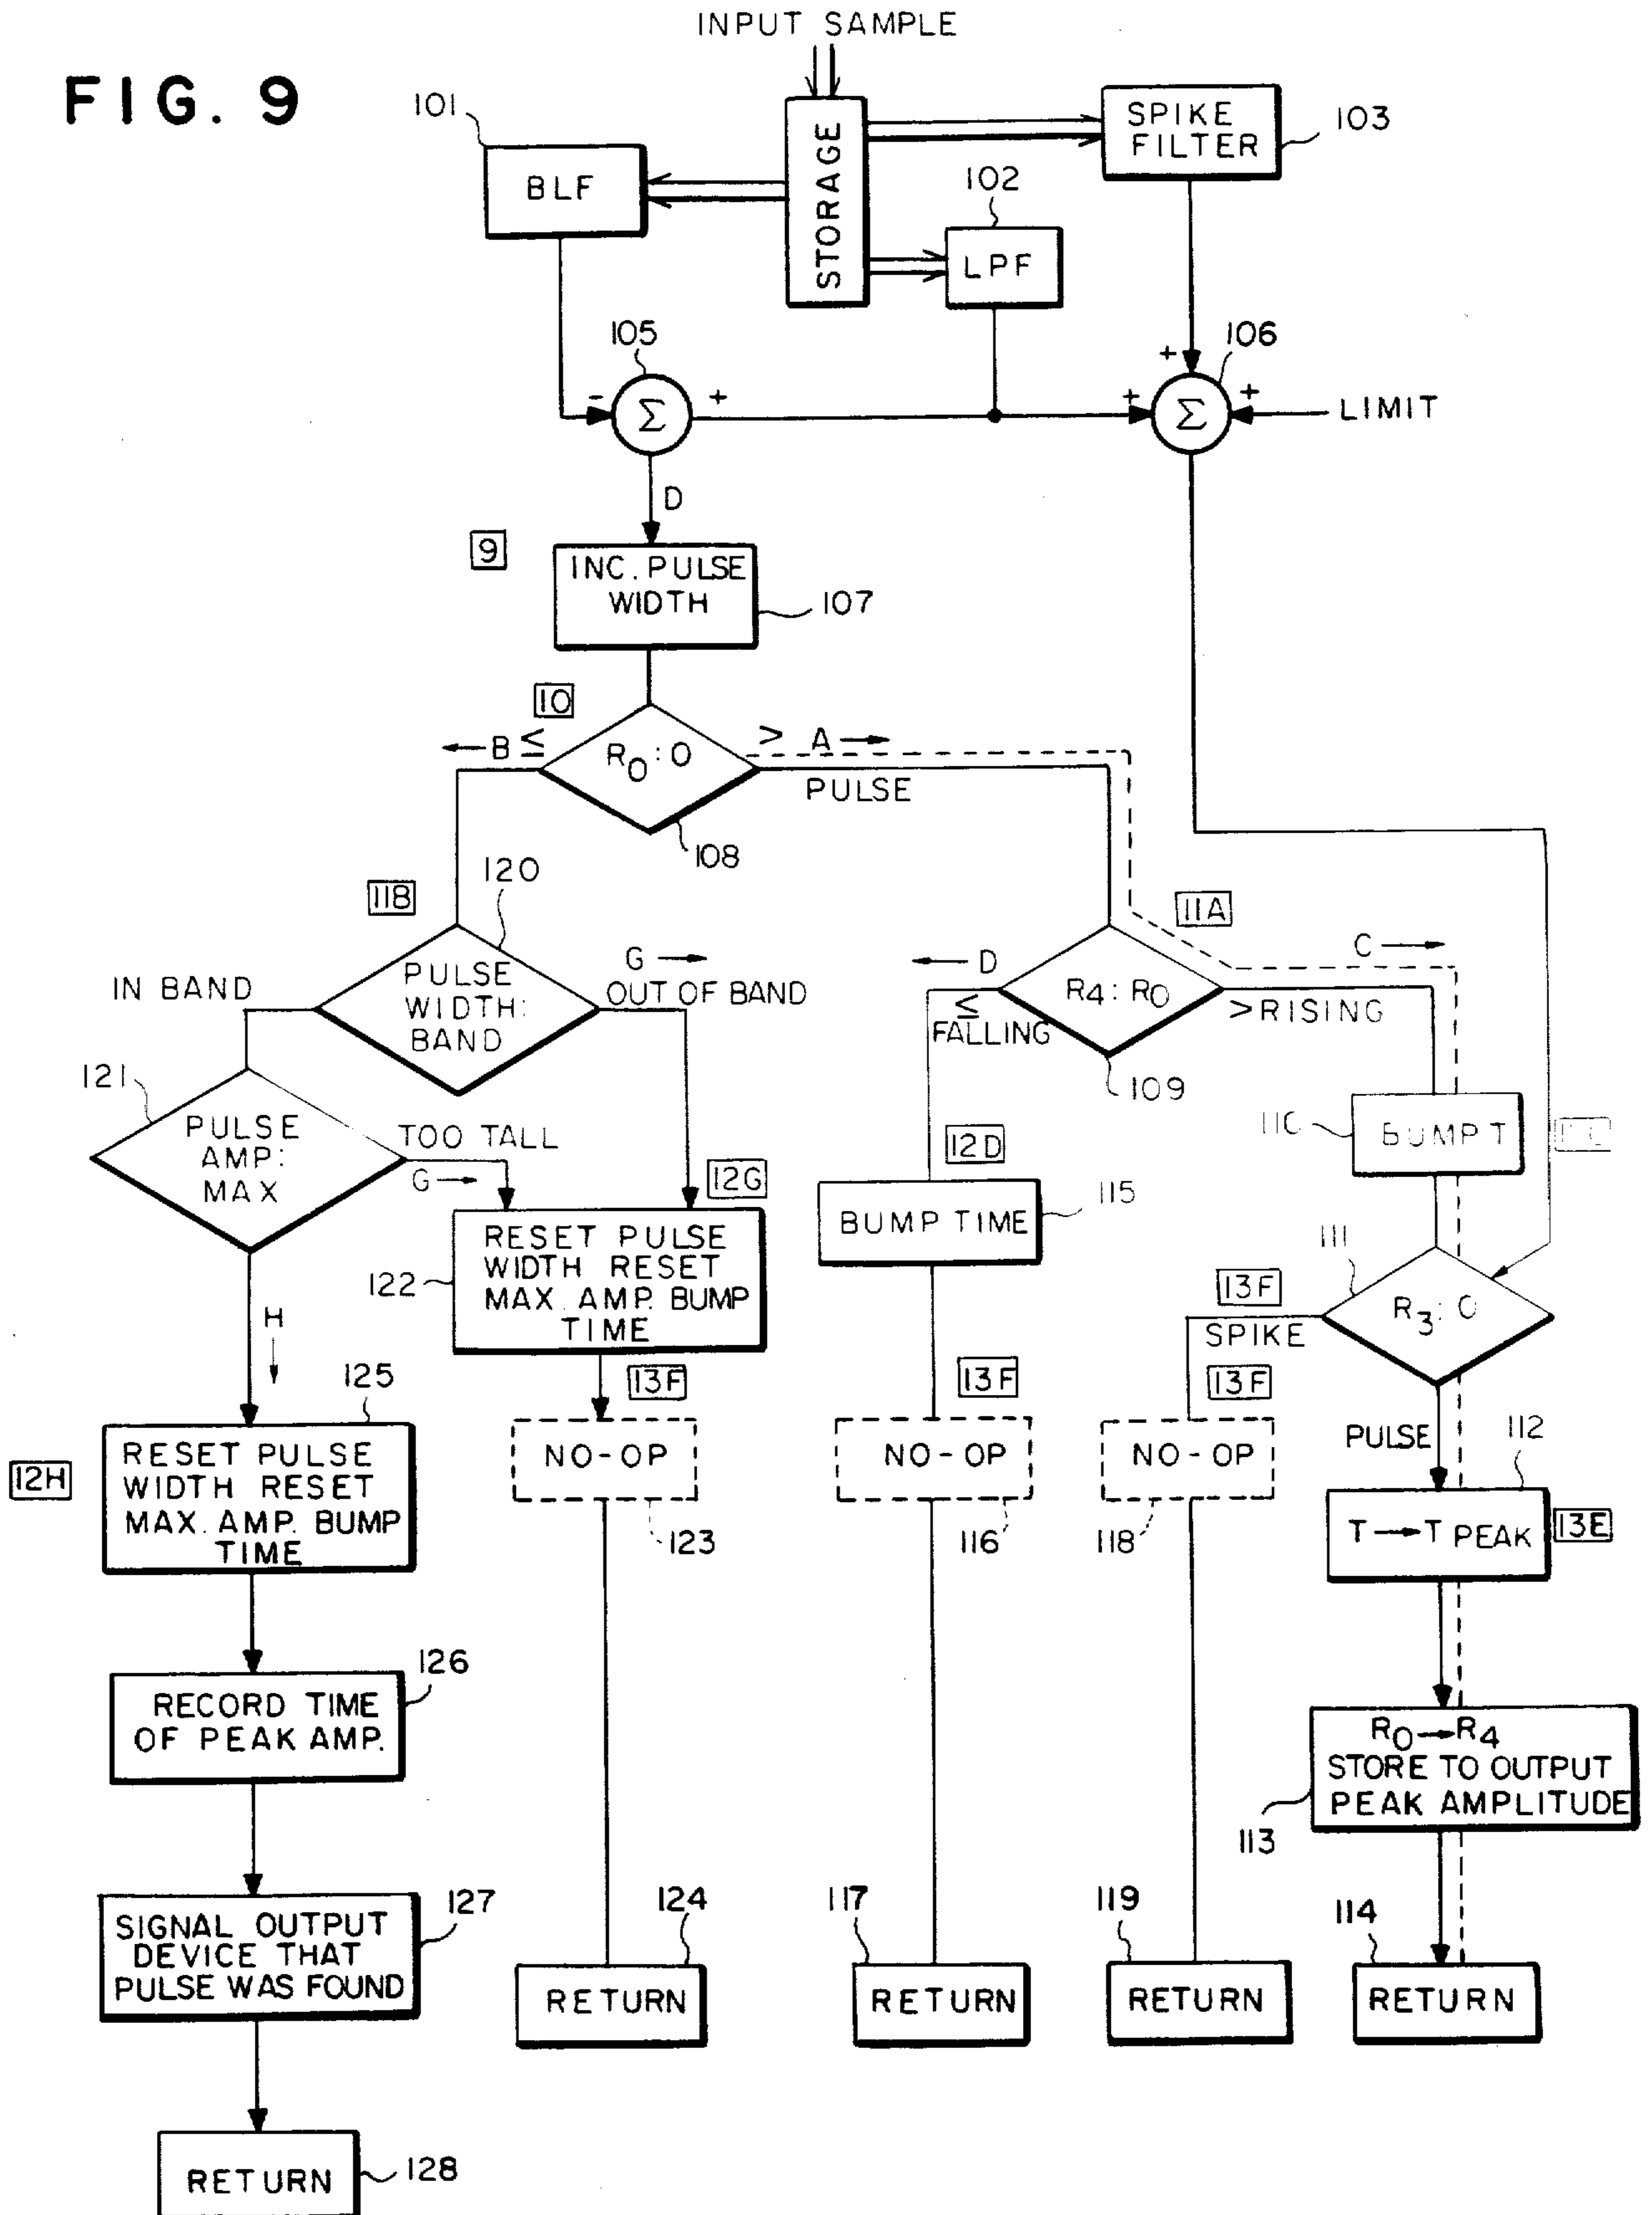 INPUT SAMPLE
FIG. 9
101
BLF
STORAGE
SPIKE
FILTER
103
102
LPF
105
106
Σ
-
+
+
Σ
+
+
LIMIT
D
9
INC. PULSE
WIDTH
107
10
← B ≤
R0 : 0
> A →
PULSE
108
11B
120
PULSE
WIDTH:
BAND
IN BAND
G →
OUT OF BAND
11A
← D
≤
FALLING
R4 : R0
C →
> RISING
109
121
PULSE
AMP:
MAX
TOO TALL
G →
12G
12D
110
BUMP T
RESET PULSE
WIDTH RESET
MAX. AMP. BUMP
TIME
122
BUMP TIME
115
111
R3 : 0
13F
SPIKE
H
↓
125
13F
13F
13F
12H
RESET PULSE
WIDTH RESET
MAX. AMP. BUMP
TIME
NO-OP
123
NO-OP
116
NO-OP
118
PULSE
112
T → T PEAK
13E
126
RECORD TIME
OF PEAK AMP.
R0 → R4
STORE TO OUTPUT
PEAK AMPLITUDE
113
127
SIGNAL OUTPUT
DEVICE THAT
PULSE WAS FOUND
124
RETURN
117
RETURN
119
RETURN
114
RETURN
RETURN
128